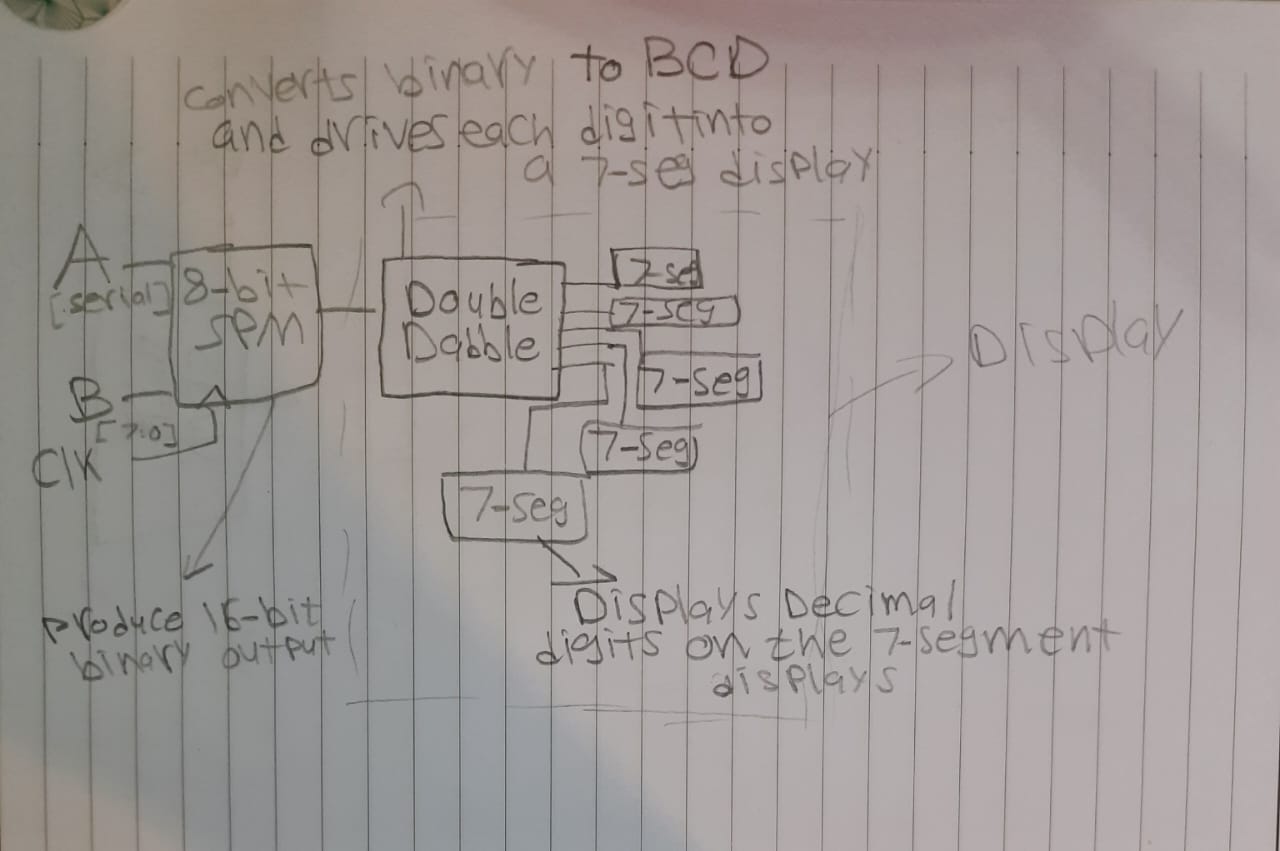 converts binary to BCD
and drives each digit into
a 7-seg display
A
[serial]
8-bit
SPM
B
[7:0]
Clk
Double
Dabble
7-seg
7-seg
7-seg
7-seg
7-seg
Display
produce 16-bit
binary output
Displays Decimal
digits on the 7-segment
displays